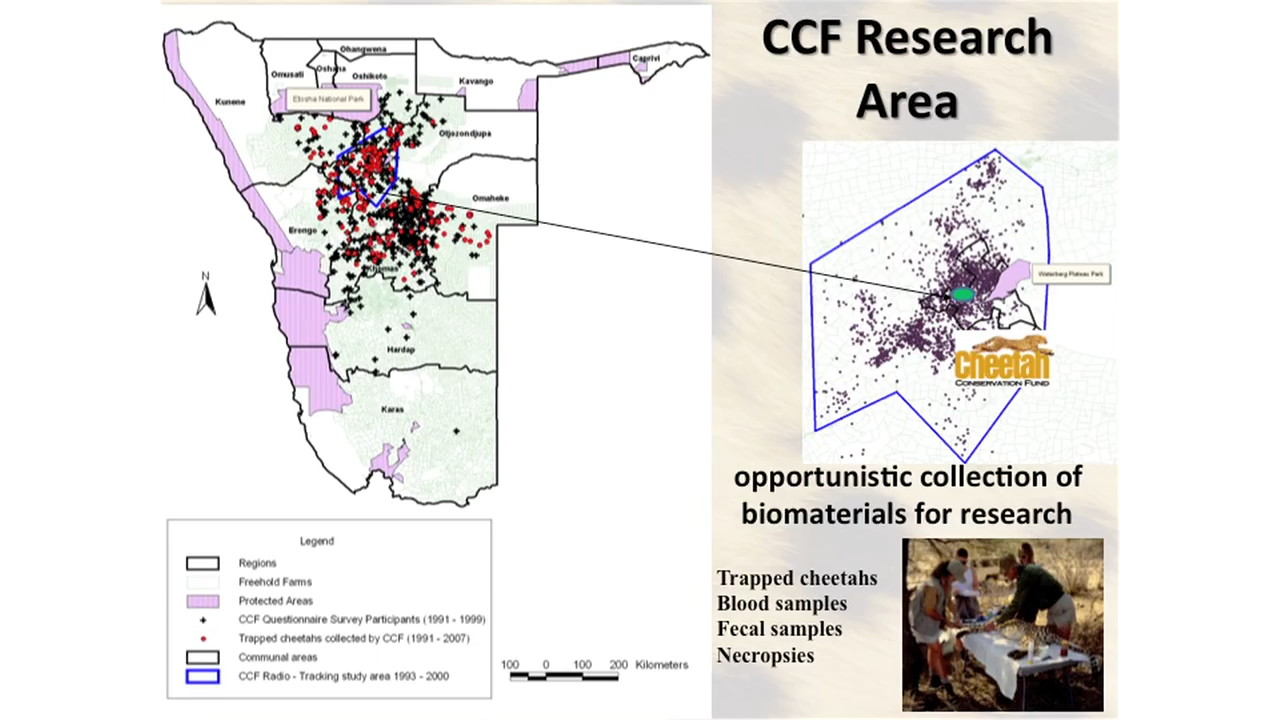 CCF Research
Area
Ohangwena
Oshana
Omusati
Oshikoto
Kavango
Caprivi
Kunene
Etosha National Park
Otjozondjupa
Omaheke
Erongo
Khomas
Hardap
Karas
N
Waterberg Plateau Park
Cheetah
CONSERVATION FUND
opportunistic collection of
biomaterials for research
Trapped cheetahs
Blood samples
Fecal samples
Necropsies
Legend
Regions
Freehold Farms
Protected Areas
CCF Questionnaire Survey Participants (1991 - 1999)
Trapped cheetahs collected by CCF (1991 - 2007)
Communal areas
CCF Radio - Tracking study area 1993 - 2000
100 0 100 200 Kilometers